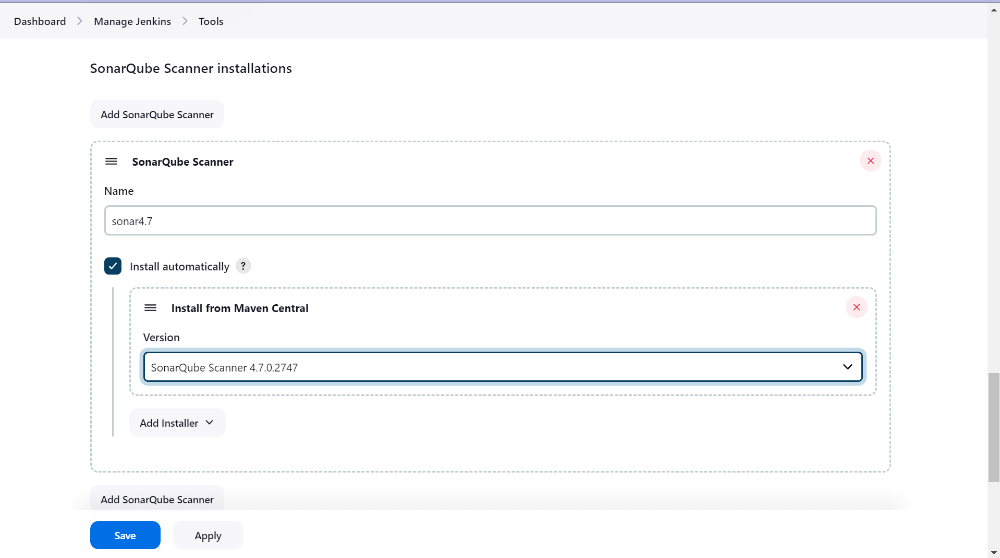 Dashboard > Manage Jenkins > Tools
SonarQube Scanner installations
Add SonarQube Scanner
SonarQube Scanner
Name
sonar4.7
Install automatically ?
Install from Maven Central
Version
SonarQube Scanner 4.7.0.2747
Add Installer
Add SonarQube Scanner
Save Apply